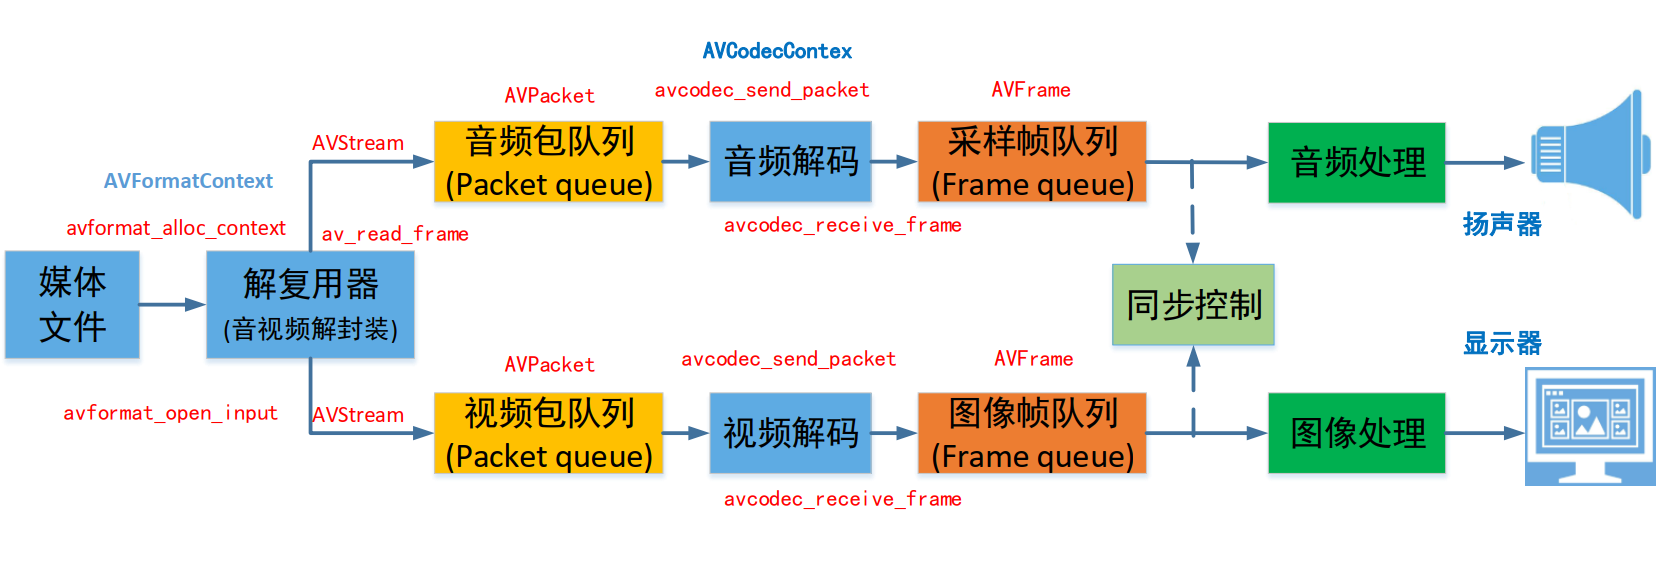 AVCodecContex
AVPacket
avcodec_send_packet
AVFrame
AVStream
音频包队列
(Packet queue)
音频解码
采样帧队列
(Frame queue)
音频处理
AVFormatContext
avformat_alloc_context
av_read_frame
avcodec_receive_frame
扬声器
媒体
文件
解复用器
(音视频解封装)
同步控制
显示器
AVPacket
avcodec_send_packet
AVFrame
avformat_open_input
AVStream
视频包队列
(Packet queue)
视频解码
图像帧队列
(Frame queue)
图像处理
avcodec_receive_frame